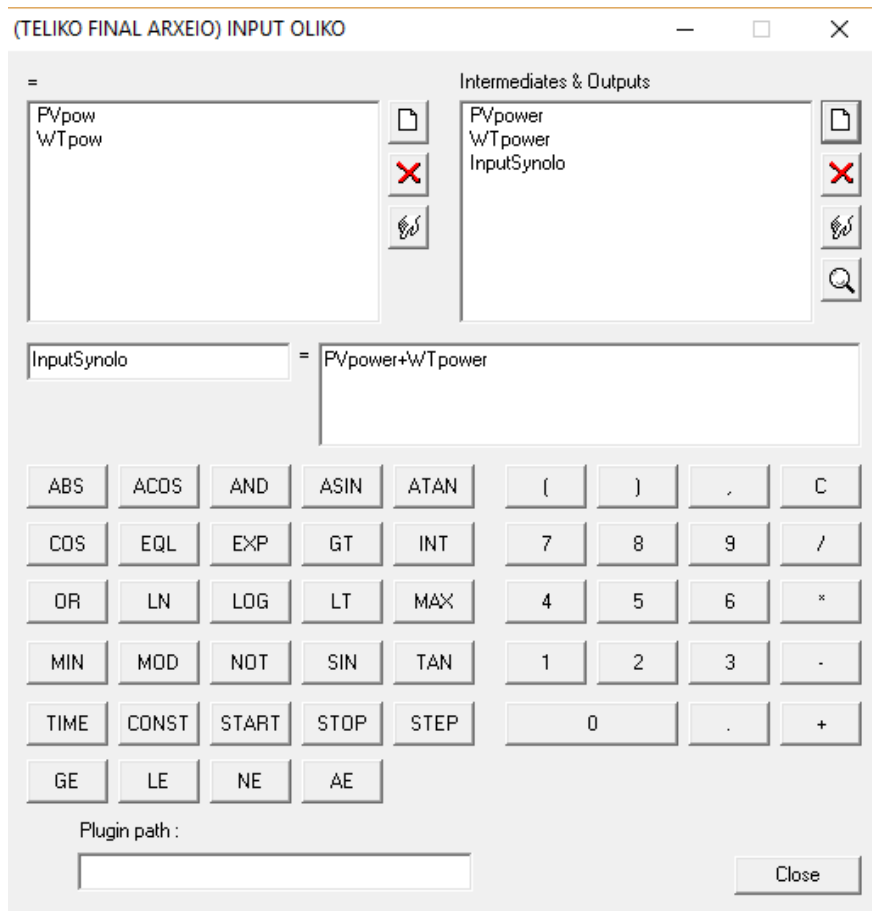 (TELIKO FINAL ARXEIO) INPUT OLIKO
=
PVpow
WTpow
Intermediates & Outputs
PVpower
WTpower
InputSynolo
InputSynolo = PVpower+WTpower
ABS ACOS AND ASIN ATAN ( ) , C
COS EQL EXP GT INT 7 8 9 /
OR LN LOG LT MAX 4 5 6 *
MIN MOD NOT SIN TAN 1 2 3 -
TIME CONST START STOP STEP 0 . +
GE LE NE AE
Plugin path :
Close